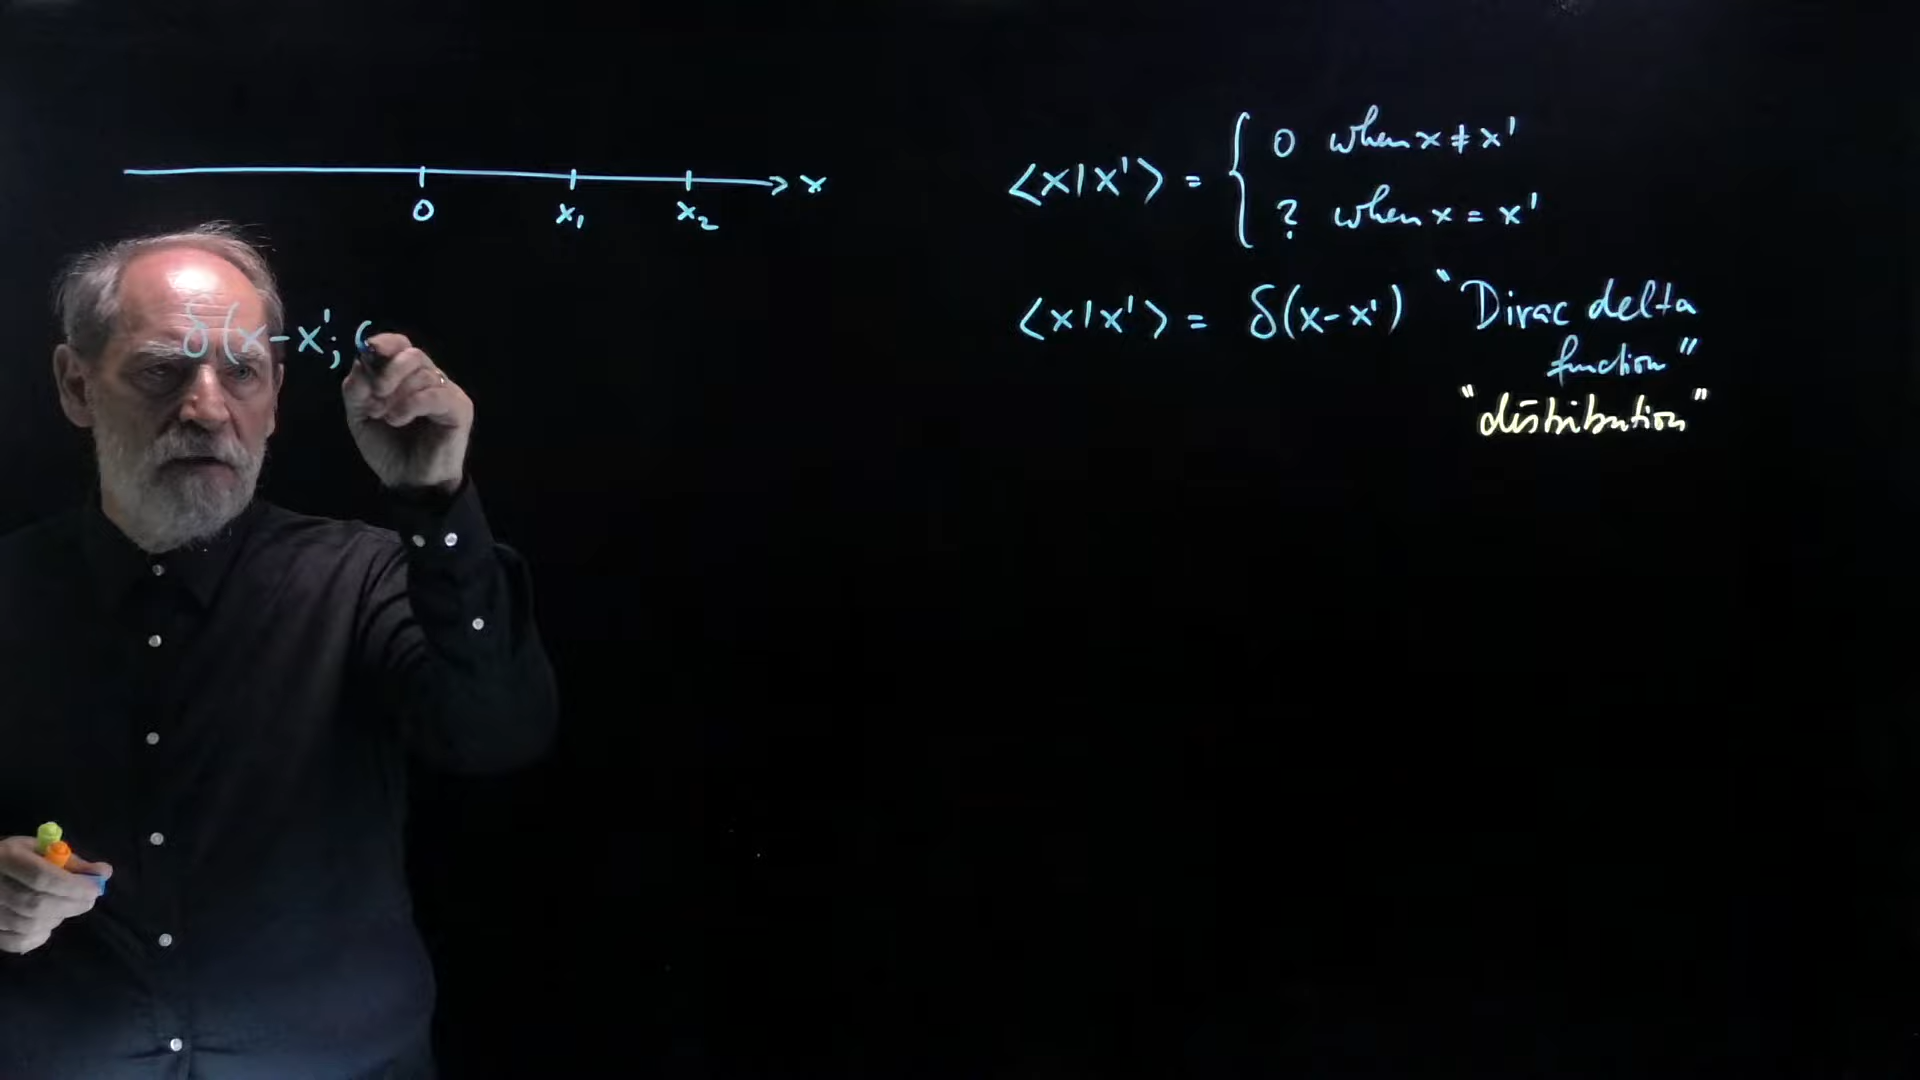 x
0 x₁ x₂
δ(x-x';
⟨x|x'⟩ = { 0 when x ≠ x'
? when x = x'
⟨x|x'⟩ = δ(x-x') "Dirac delta
function"
"distribution"